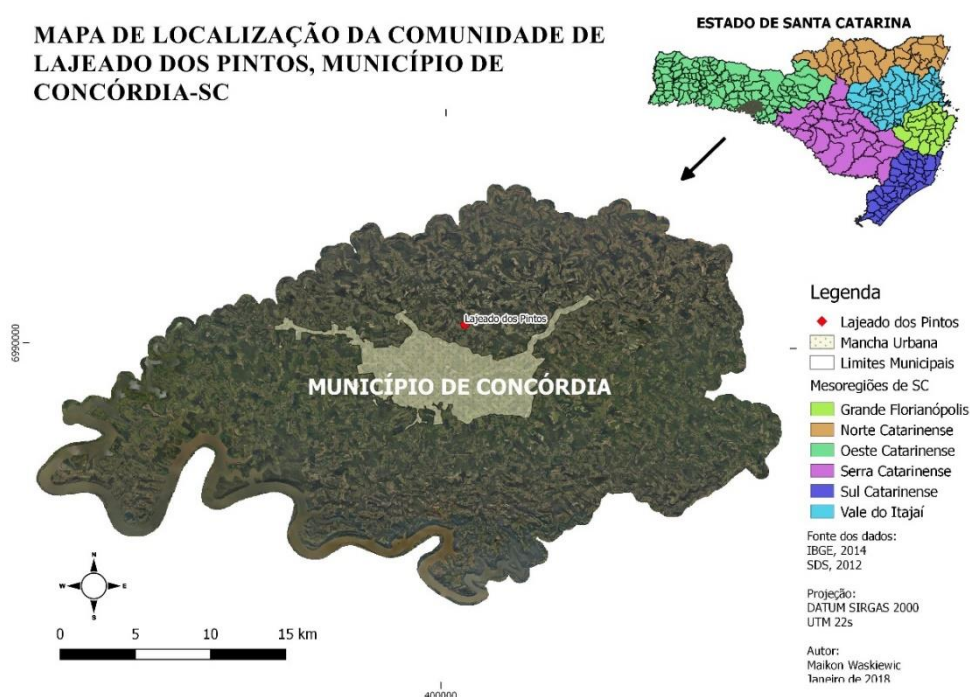 MAPA DE LOCALIZAÇÃO DA COMUNIDADE DE
LAJEADO DOS PINTOS, MUNICÍPIO DE
CONCÓRDIA-SC
ESTADO DE SANTA CATARINA
6990000
Lajeado dos Pintos
MUNICÍPIO DE CONCÓRDIA
Legenda
Lajeado dos Pintos
Mancha Urbana
Limites Municipais
Mesoregiões de SC
Grande Florianópolis
Norte Catarinense
Oeste Catarinense
Serra Catarinense
Sul Catarinense
Vale do Itajaí
Fonte dos dados:
IBGE, 2014
SDS, 2012
Projeção:
DATUM SIRGAS 2000
UTM 22s
Autor:
Maikon Waskiewic
Janeiro de 2018
N
W E
S
0 5 10 15 km
400000